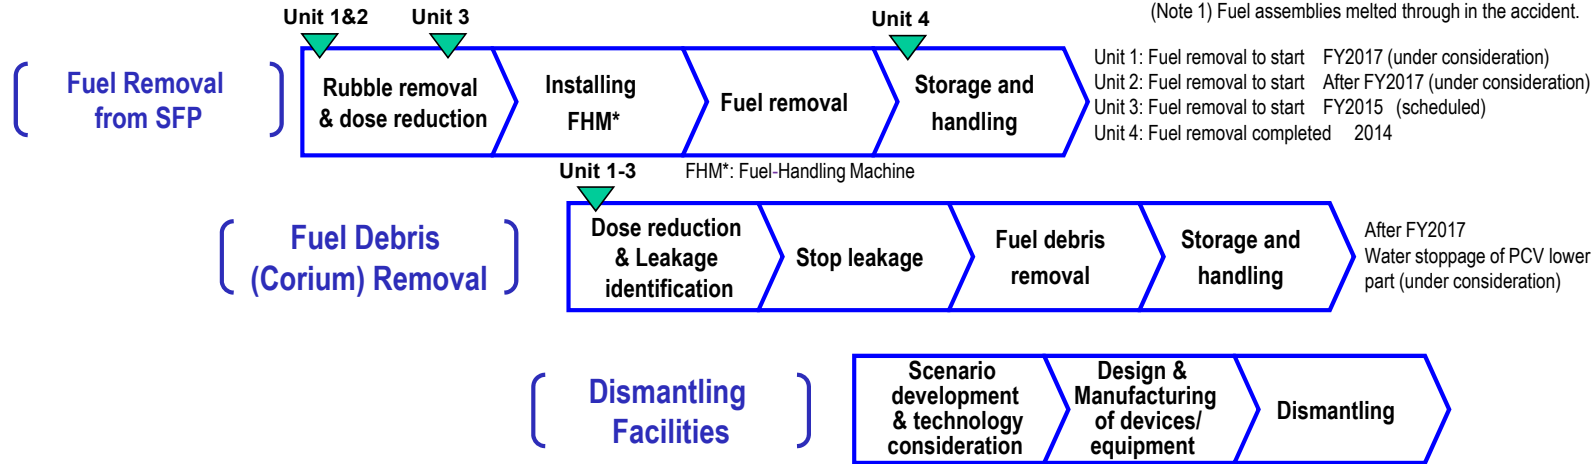 (Note 1) Fuel assemblies melted through in the accident.
Unit 1&2
Unit 3
Unit 4
Fuel Removal
from SFP
Rubble removal
& dose reduction
Installing
FHM*
Fuel removal
Storage and
handling
Unit 1: Fuel removal to start FY2017 (under consideration)
Unit 2: Fuel removal to start After FY2017 (under consideration)
Unit 3: Fuel removal to start FY2015 (scheduled)
Unit 4: Fuel removal completed 2014
Unit 1-3
FHM*: Fuel-Handling Machine
Fuel Debris
(Corium) Removal
Dose reduction
& Leakage
identification
Stop leakage
Fuel debris
removal
Storage and
handling
After FY2017
Water stoppage of PCV lower
part (under consideration)
Dismantling
Facilities
Scenario
development
& technology
consideration
Design &
Manufacturing
of devices/
equipment
Dismantling